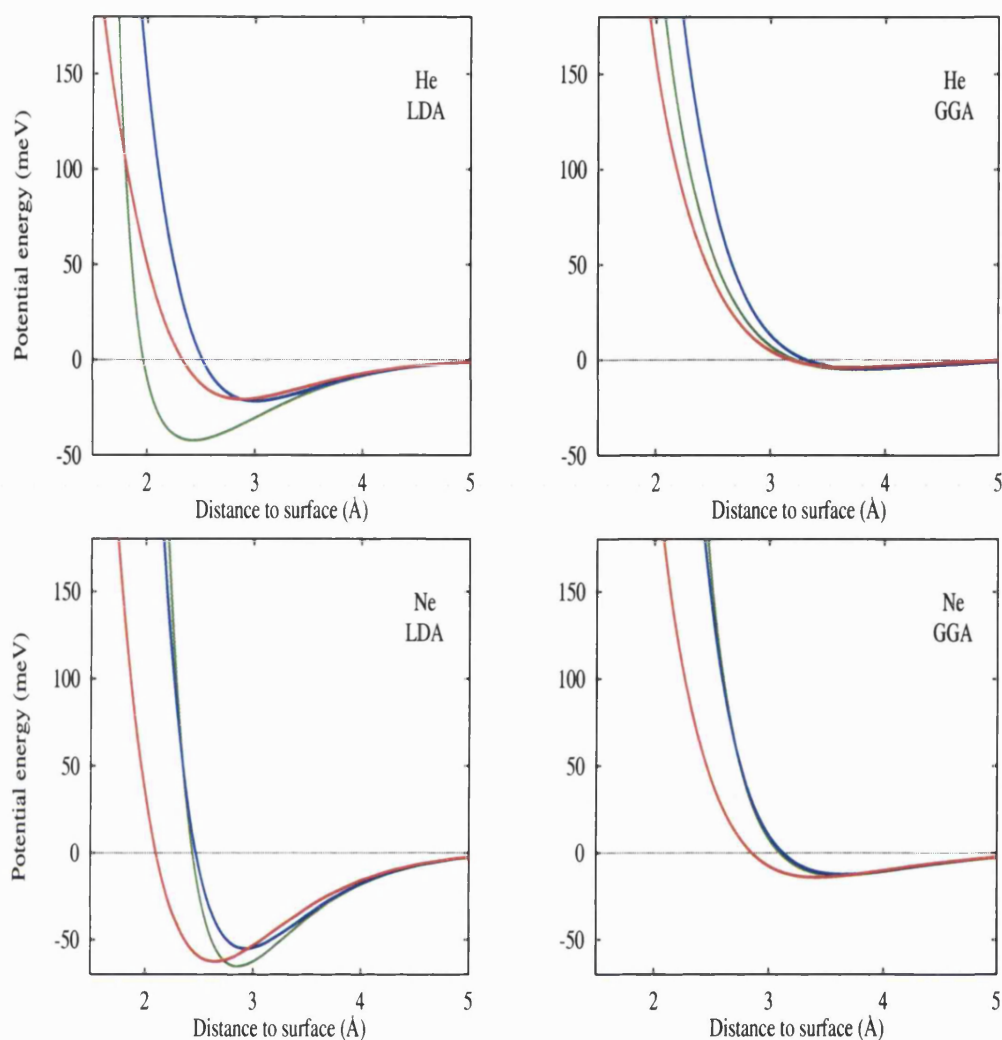 He
LDA
150
100
50
0
-50
2 3 4 5
Distance to surface (Å)
Potential energy (meV)
He
GGA
150
100
50
0
-50
2 3 4 5
Distance to surface (Å)
Ne
LDA
150
100
50
0
-50
2 3 4 5
Distance to surface (Å)
Potential energy (meV)
Ne
GGA
150
100
50
0
-50
2 3 4 5
Distance to surface (Å)